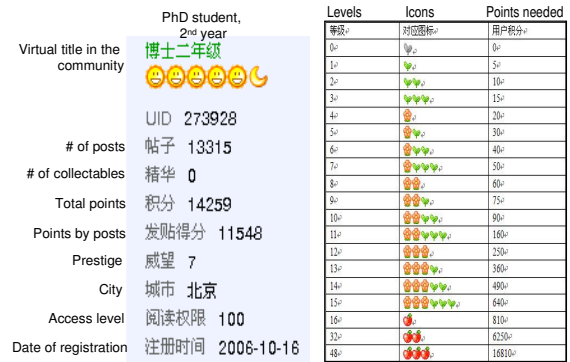 PhD student,
2nd year
Virtual title in the
community
博士二年级
UID 273928
# of posts 帖子 13315
# of collectables 精华 0
Total points 积分 14259
Points by posts 发贴得分 11548
Prestige 威望 7
City 城市 北京
Access level 阅读权限 100
Date of registration 注册时间 2006-10-16
Levels Icons Points needed
等级 对应图标 用户积分
0 0
1 5
2 10
3 15
4 20
5 30
6 40
7 50
8 60
9 75
10 90
11 160
12 250
13 360
14 490
15 640
16 810
32 6250
48 16810